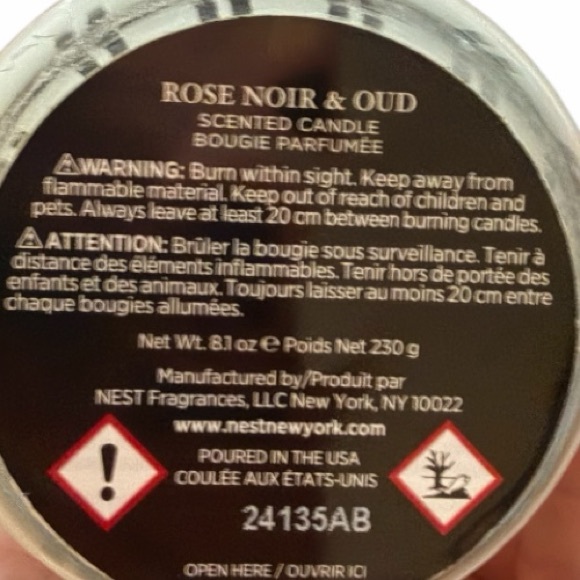 ROSE NOIR & OUD
SCENTED CANDLE
BOUGIE PARFUMÉE
⚠WARNING: Burn within sight. Keep away from
flammable material. Keep out of reach of children and
pets. Always leave at least 20 cm between burning candles.
⚠ATTENTION: Brûler la bougie sous surveillance. Tenir à
distance des éléments inflammables. Tenir hors de portée des
enfants et des animaux. Toujours laisser au moins 20 cm entre
chaque bougies allumées.
Net Wt. 8.1 oz ℮ Poids Net 230 g
Manufactured by/Produit par
NEST Fragrances, LLC New York, NY 10022
www.nestnewyork.com
POURED IN THE USA
COULÉE AUX ÉTATS-UNIS
24135AB
OPEN HERE / OUVRIR ICI